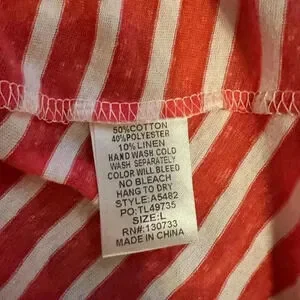 50%COTTON
40%POLYESTER
10%LINEN
HAND WASH COLD
WASH SEPARATELY
COLOR WILL BLEED
NO BLEACH
HANG TO DRY
STYLE:A5482
PO:TL49735
SIZE:L
RN#:130733
MADE IN CHINA